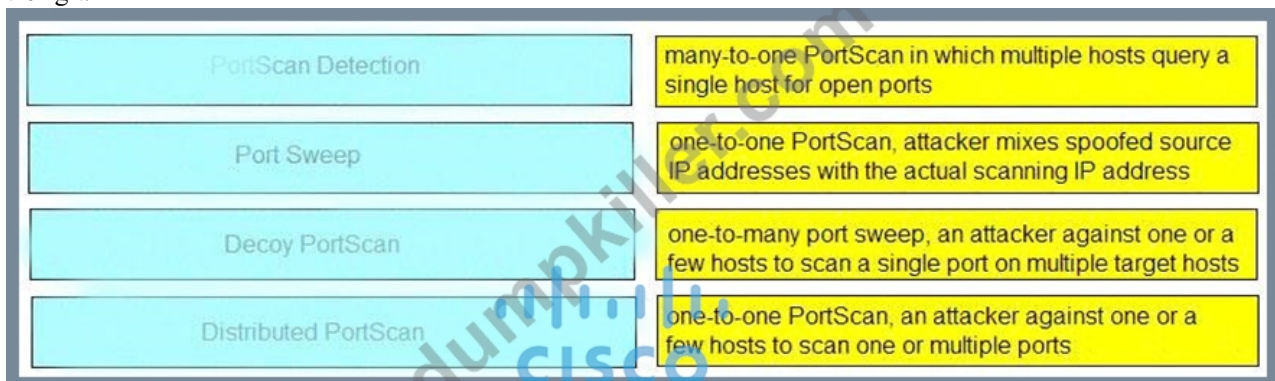 PortScan Detection
many-to-one PortScan in which multiple hosts query a
single host for open ports
Port Sweep
one-to-one PortScan, attacker mixes spoofed source
IP addresses with the actual scanning IP address
Decoy PortScan
one-to-many port sweep, an attacker against one or a
few hosts to scan a single port on multiple target hosts
Distributed PortScan
one-to-one PortScan, an attacker against one or a
few hosts to scan one or multiple ports
dumpkiller.com
CISCO